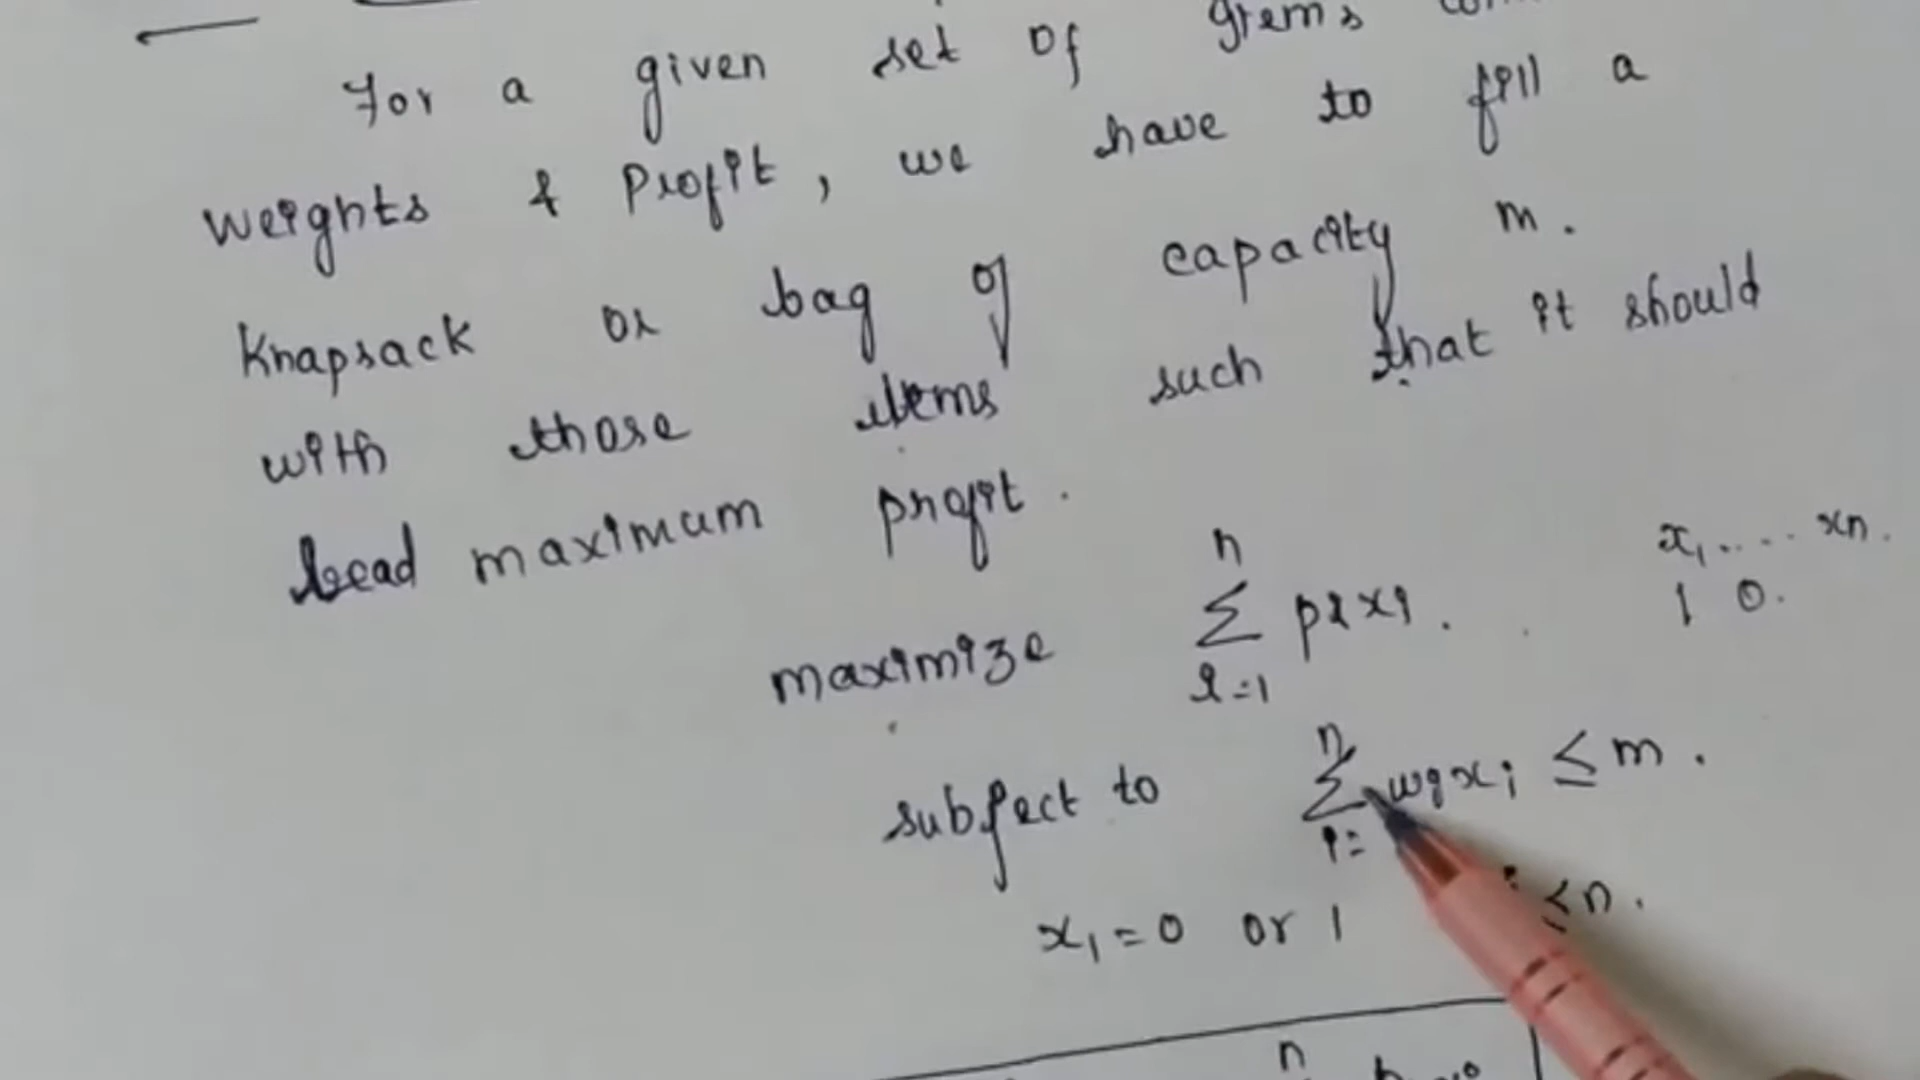 For a given set of items
weights & Profit, we have to fill a
Knapsack or bag of capacity m.
with those items such that it should
lead maximum profit.
x₁.... xn.
1 0.
n
maximize Σ pixi.
i=1
n
subject to Σ wixi ≤ m.
i=
xi = 0 or 1 ≤n.
n